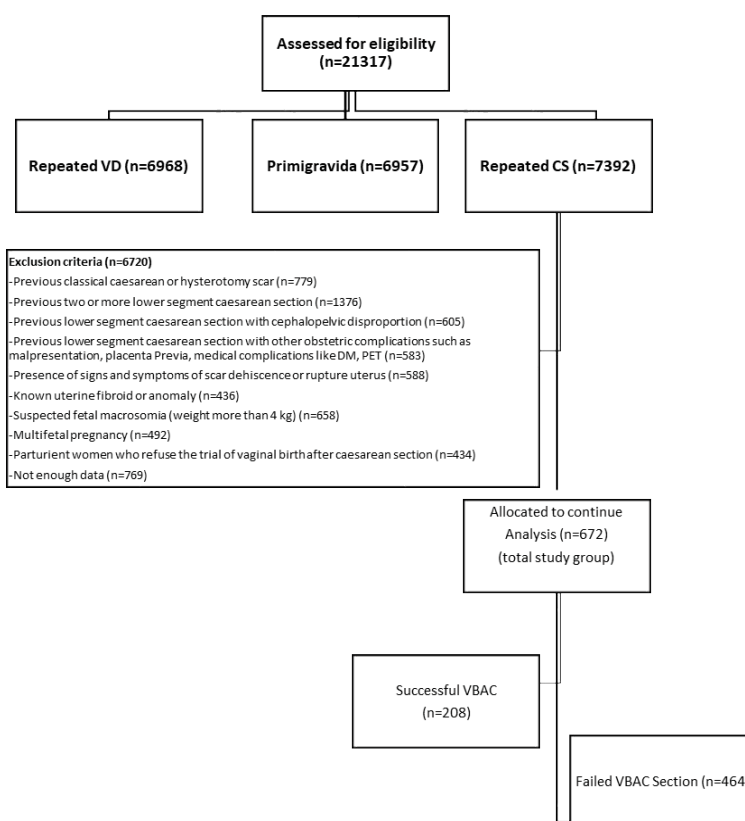 Assessed for eligibility
(n=21317)
Repeated VD (n=6968)
Primigravida (n=6957)
Repeated CS (n=7392)
Exclusion criteria (n=6720)
-Previous classical caesarean or hysterotomy scar (n=779)
-Previous two or more lower segment caesarean section (n=1376)
-Previous lower segment caesarean section with cephalopelvic disproportion (n=605)
-Previous lower segment caesarean section with other obstetric complications such as
malpresentation, placenta Previa, medical complications like DM, PET (n=583)
-Presence of signs and symptoms of scar dehiscence or rupture uterus (n=588)
-Known uterine fibroid or anomaly (n=436)
-Suspected fetal macrosomia (weight more than 4 kg) (n=658)
-Multifetal pregnancy (n=492)
-Parturient women who refuse the trial of vaginal birth after caesarean section (n=434)
-Not enough data (n=769)
Allocated to continue
Analysis (n=672)
(total study group)
Successful VBAC
(n=208)
Failed VBAC Section (n=464